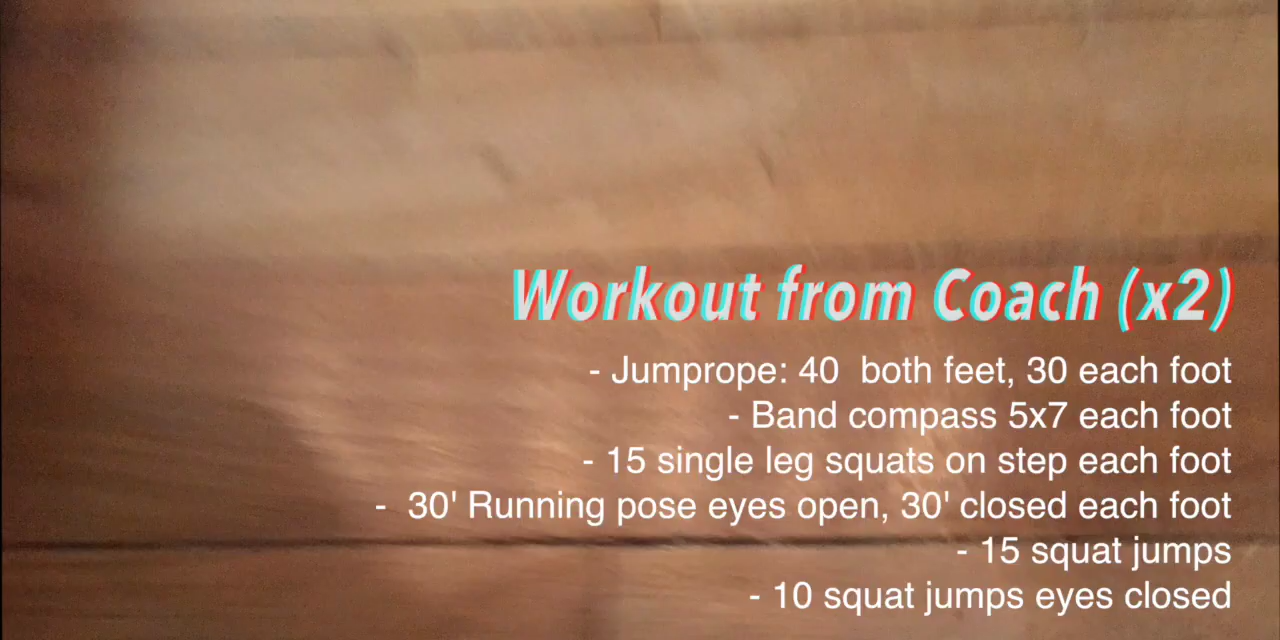 Workout from Coach (x2)
- Jumprope: 40  both feet, 30 each foot
- Band compass 5x7 each foot
- 15 single leg squats on step each foot
-  30' Running pose eyes open, 30' closed each foot
- 15 squat jumps
- 10 squat jumps eyes closed